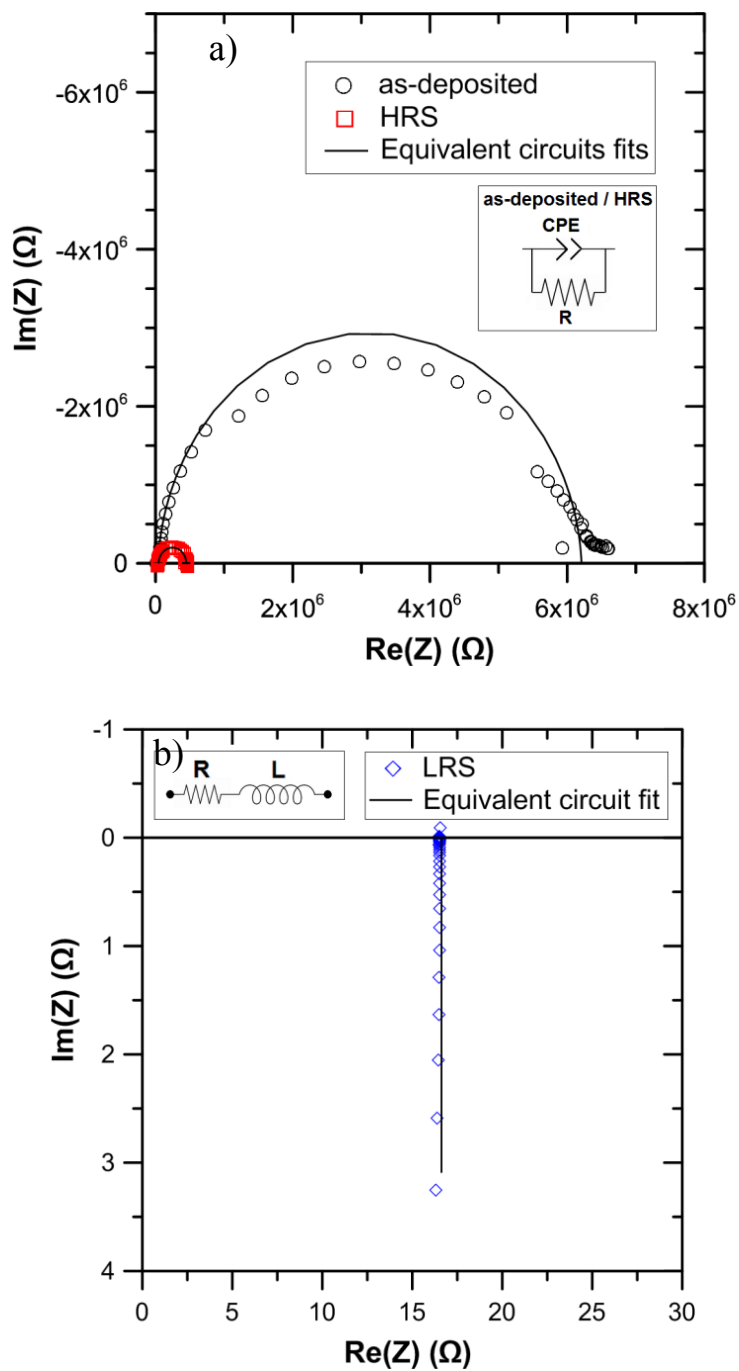 a)
as-deposited
HRS
Equivalent circuits fits
as-deposited / HRS
CPE
R
-6x10⁶
-4x10⁶
-2x10⁶
0
Im(Z) (Ω)
0 2x10⁶ 4x10⁶ 6x10⁶ 8x10⁶
Re(Z) (Ω)
b)
R L
LRS
Equivalent circuit fit
-1
0
1
2
3
4
Im(Z) (Ω)
0 5 10 15 20 25 30
Re(Z) (Ω)